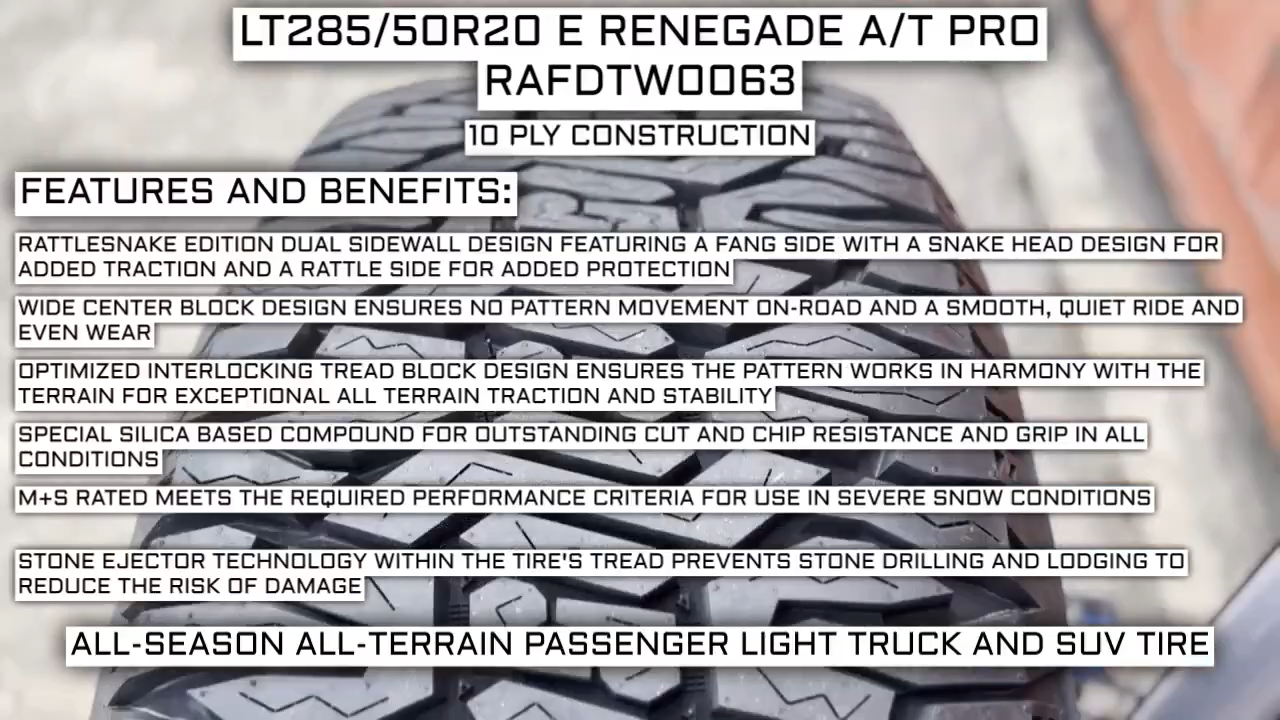 LT285/50R20 E RENEGADE A/T PRO
RAFDTW0063
10 PLY CONSTRUCTION
FEATURES AND BENEFITS:
RATTLESNAKE EDITION DUAL SIDEWALL DESIGN FEATURING A FANG SIDE WITH A SNAKE HEAD DESIGN FOR
ADDED TRACTION AND A RATTLE SIDE FOR ADDED PROTECTION
WIDE CENTER BLOCK DESIGN ENSURES NO PATTERN MOVEMENT ON-ROAD AND A SMOOTH, QUIET RIDE AND
EVEN WEAR
OPTIMIZED INTERLOCKING TREAD BLOCK DESIGN ENSURES THE PATTERN WORKS IN HARMONY WITH THE
TERRAIN FOR EXCEPTIONAL ALL TERRAIN TRACTION AND STABILITY
SPECIAL SILICA BASED COMPOUND FOR OUTSTANDING CUT AND CHIP RESISTANCE AND GRIP IN ALL
CONDITIONS
M+S RATED MEETS THE REQUIRED PERFORMANCE CRITERIA FOR USE IN SEVERE SNOW CONDITIONS
STONE EJECTOR TECHNOLOGY WITHIN THE TIRE'S TREAD PREVENTS STONE DRILLING AND LODGING TO
REDUCE THE RISK OF DAMAGE
ALL-SEASON ALL-TERRAIN PASSENGER LIGHT TRUCK AND SUV TIRE